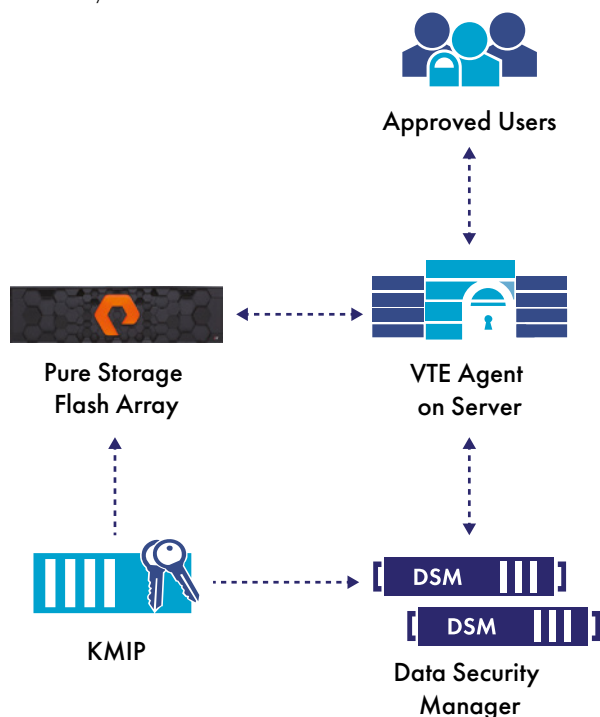 Approved Users
Pure Storage
Flash Array
VTE Agent
on Server
KMIP
DSM
DSM
Data Security
Manager